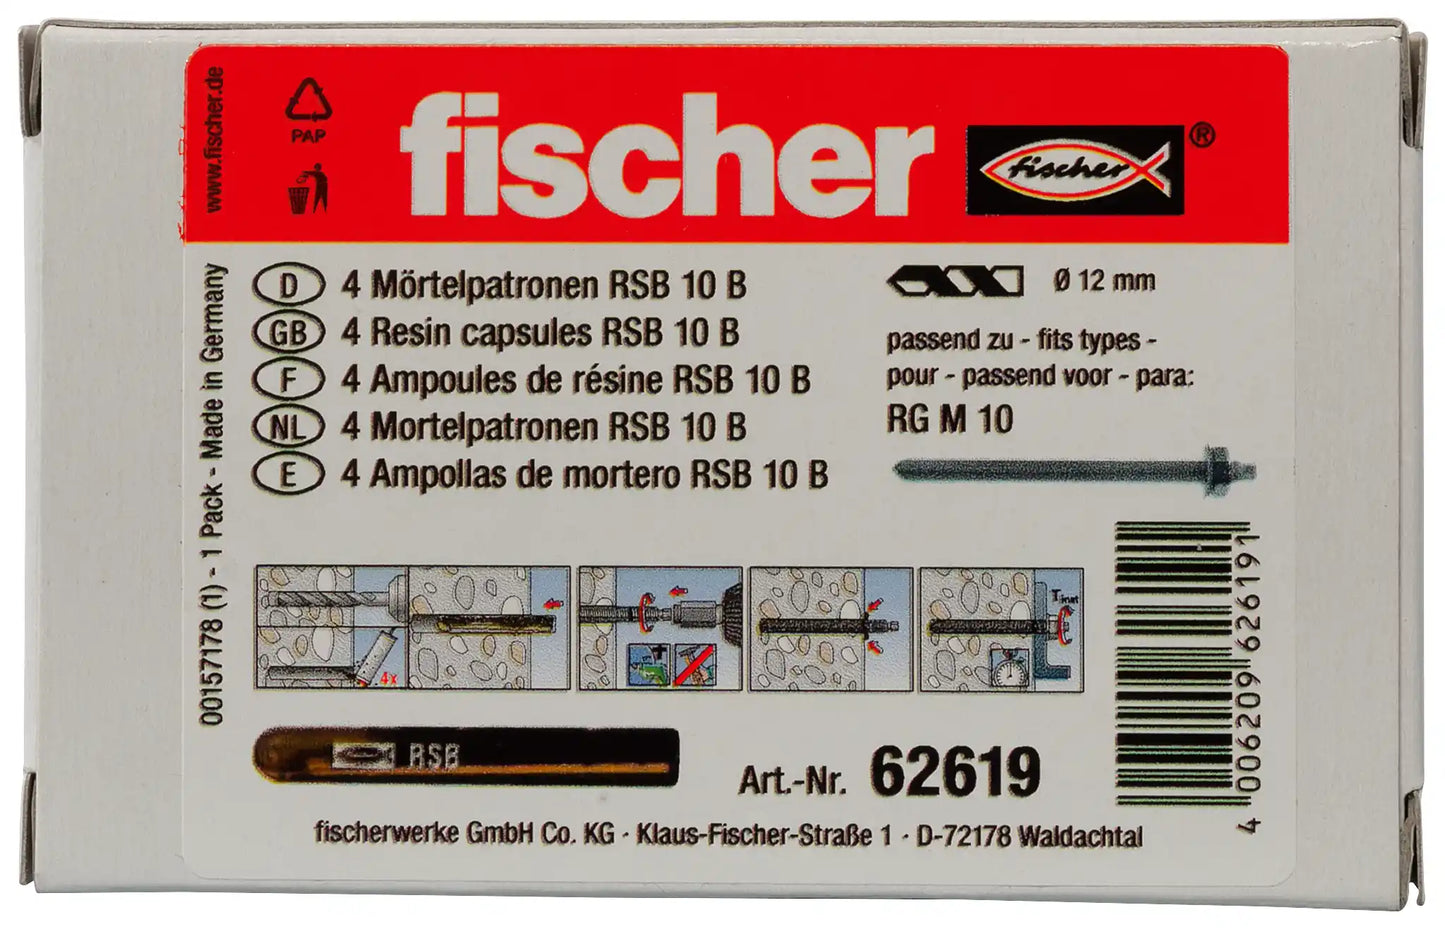 www.fischer.de
PAP
fischer
fischer ®
D 4 Mörtelpatronen RSB 10 B
GB 4 Resin capsules RSB 10 B
F 4 Ampoules de résine RSB 10 B
NL 4 Mortelpatronen RSB 10 B
E 4 Ampollas de mortero RSB 10 B
Ø 12 mm
passend zu - fits types -
pour - passend voor - para:
RG M 10
00157178 (1) - 1 Pack - Made in Germany
4x
Tinst
RSB
Art.-Nr. 62619
4 006209 626191
fischerwerke GmbH Co. KG · Klaus-Fischer-Straße 1 · D-72178 Waldachtal